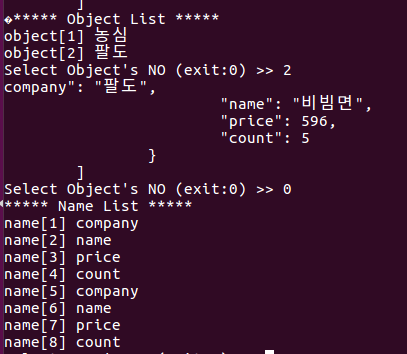 ]
�***** Object List *****
object[1] 농심
object[2] 팔도
Select Object's NO (exit:0) >> 2
company": "팔도",
"name": "비빔면",
"price": 596,
"count": 5
}
]
Select Object's NO (exit:0) >> 0
***** Name List *****
name[1] company
name[2] name
name[3] price
name[4] count
name[5] company
name[6] name
name[7] price
name[8] count